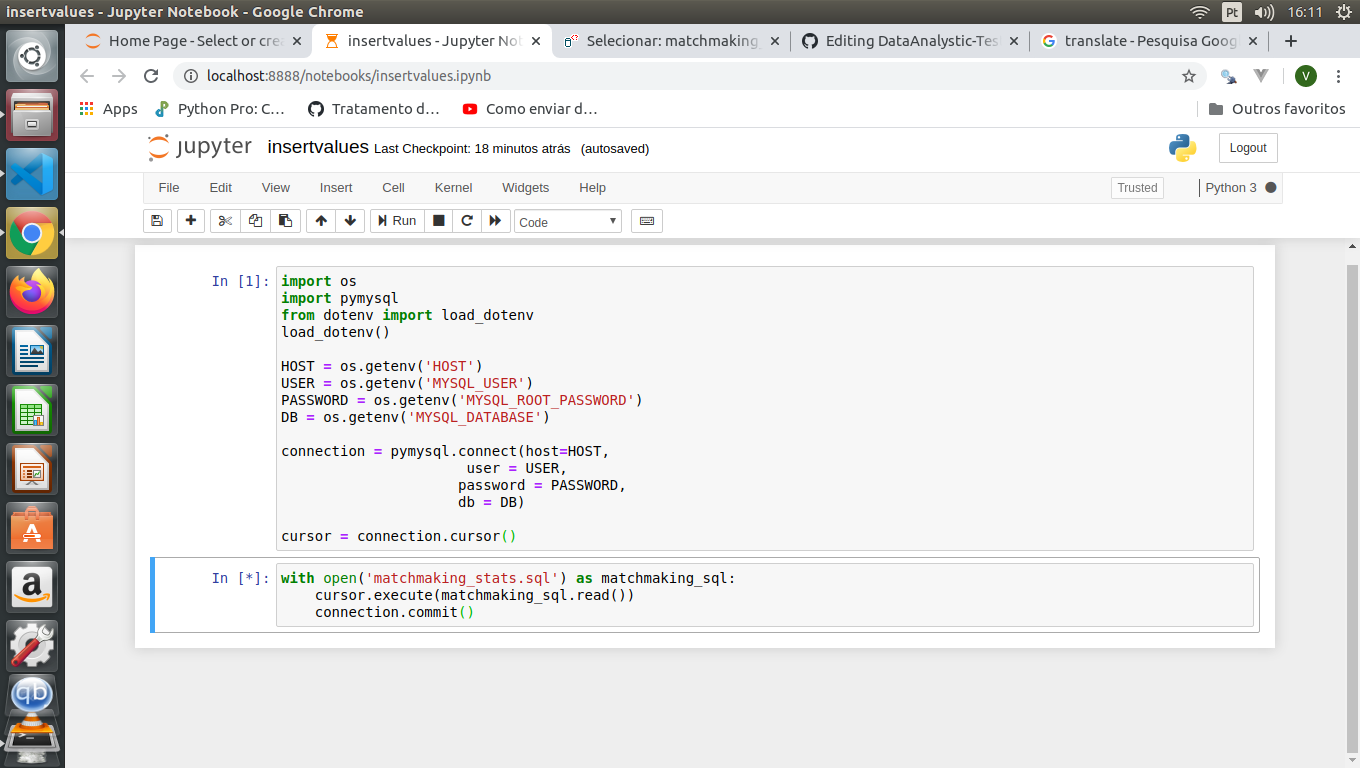 insertvalues - Jupyter Notebook - Google Chrome
Pt
16:11
Home Page - Select or cre
insertvalues - Jupyter Not
Selecionar: matchmaking_
Editing DataAnalystic-Tes
translate - Pesquisa Goog
localhost:8888/notebooks/insertvalues.ipynb
V
Apps
Python Pro: C...
Tratamento d...
Como enviar d...
Outros favoritos
jupyter
insertvalues
Last Checkpoint: 18 minutos atrás
(autosaved)
Logout
File
Edit
View
Insert
Cell
Kernel
Widgets
Help
Trusted
Python 3
Run
Code
In [1]:
import os
import pymysql
from dotenv import load_dotenv
load_dotenv()
HOST = os.getenv('HOST')
USER = os.getenv('MYSQL_USER')
PASSWORD = os.getenv('MYSQL_ROOT_PASSWORD')
DB = os.getenv('MYSQL_DATABASE')
connection = pymysql.connect(host=HOST,
user = USER,
password = PASSWORD,
db = DB)
cursor = connection.cursor()
In [*]:
with open('matchmaking_stats.sql') as matchmaking_sql:
cursor.execute(matchmaking_sql.read())
connection.commit()
A
a
qb